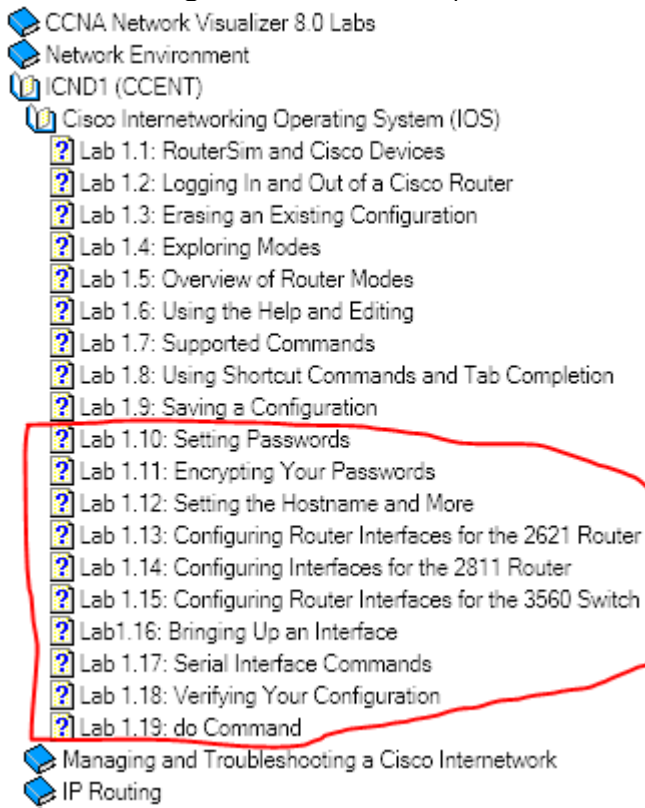 CCNA Network Visualizer 8.0 Labs
Network Environment
ICND1 (CCENT)
Cisco Internetworking Operating System (IOS)
? Lab 1.1: RouterSim and Cisco Devices
? Lab 1.2: Logging In and Out of a Cisco Router
? Lab 1.3: Erasing an Existing Configuration
? Lab 1.4: Exploring Modes
? Lab 1.5: Overview of Router Modes
? Lab 1.6: Using the Help and Editing
? Lab 1.7: Supported Commands
? Lab 1.8: Using Shortcut Commands and Tab Completion
? Lab 1.9: Saving a Configuration
? Lab 1.10: Setting Passwords
? Lab 1.11: Encrypting Your Passwords
? Lab 1.12: Setting the Hostname and More
? Lab 1.13: Configuring Router Interfaces for the 2621 Router
? Lab 1.14: Configuring Interfaces for the 2811 Router
? Lab 1.15: Configuring Router Interfaces for the 3560 Switch
? Lab1.16: Bringing Up an Interface
? Lab 1.17: Serial Interface Commands
? Lab 1.18: Verifying Your Configuration
? Lab 1.19: do Command
Managing and Troubleshooting a Cisco Internetwork
IP Routing